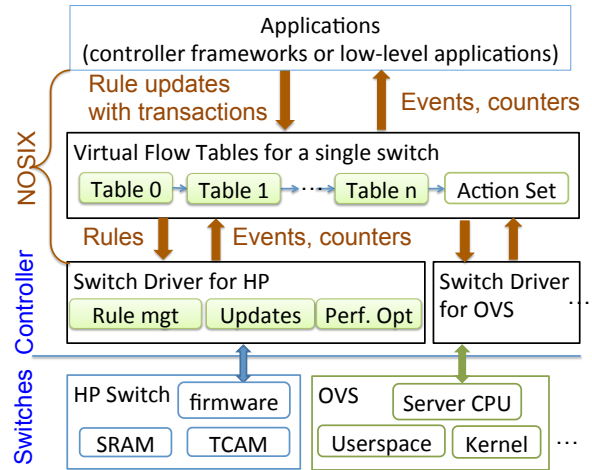 Applications
(controller frameworks or low-level applications)
Rule updates
with transactions
Events, counters
NOSIX
Virtual Flow Tables for a single switch
Table 0
Table 1
...
Table n
Action Set
Rules
Events, counters
Controller
Switch Driver for HP
Rule mgt
Updates
Perf. Opt
Switch Driver
for OVS
...
Switches
HP Switch
firmware
SRAM
TCAM
OVS
Server CPU
Userspace
Kernel
...